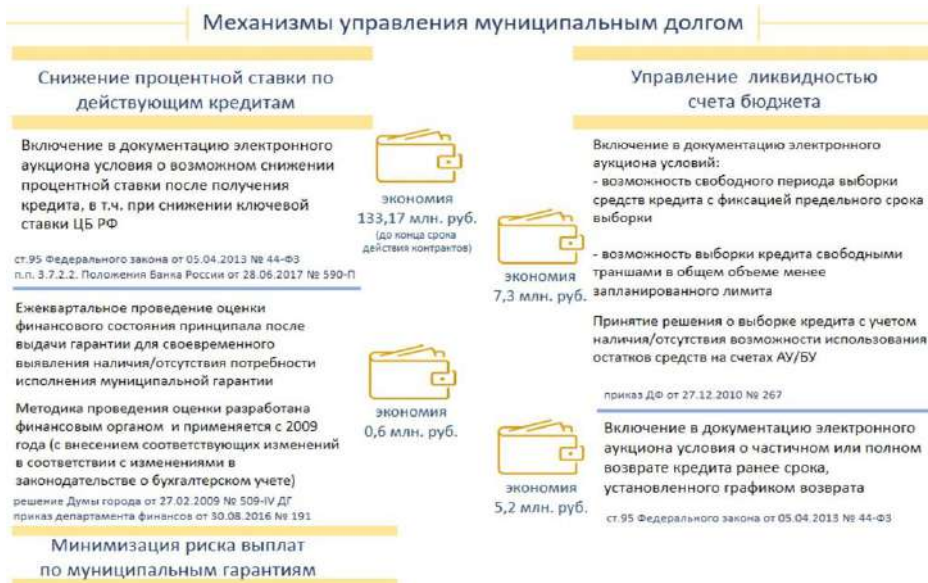 Механизмы управления муниципальным долгом
Снижение процентной ставки по
действующим кредитам
Включение в документацию электронного
аукциона условия о возможном снижении
процентной ставки после получения
кредита, в т.ч. при снижении ключевой
ставки ЦБ РФ
ст.95 Федерального закона от 05.04.2013 № 44-ФЗ
п.п. 3.7.2.2. Положения Банка России от 28.06.2017 № 590-П
экономия
133,17 млн. руб.
(до конца срока
действия контрактов)
Ежеквартальное проведение оценки
финансового состояния принципала после
выдачи гарантии для своевременного
выявления наличия/отсутствия потребности
исполнения муниципальной гарантии
Методика проведения оценки разработана
финансовым органом и применяется с 2009
года (с внесением соответствующих изменений
в соответствии с изменениями в
законодательстве о бухгалтерском учете)
решение Думы города от 27.02.2009 № 509-IV ДГ
приказ департамента финансов от 30.08.2016 № 191
экономия
0,6 млн. руб.
Минимизация риска выплат
по муниципальным гарантиям
Управление ликвидностью
счета бюджета
Включение в документацию электронного
аукциона условий:
- возможность свободного периода выборки
средств кредита с фиксацией предельного срока
выборки
- возможность выборки кредита свободными
траншами в общем объеме менее
запланированного лимита
Принятие решения о выборке кредита с учетом
наличия/отсутствия возможности использования
остатков средств на счетах АУ/БУ
приказ ДФ от 27.12.2010 № 267
экономия
7,3 млн. руб.
Включение в документацию электронного
аукциона условия о частичном или полном
возврате кредита ранее срока,
установленного графиком возврата
ст.95 Федерального закона от 05.04.2013 № 44-ФЗ
экономия
5,2 млн. руб.